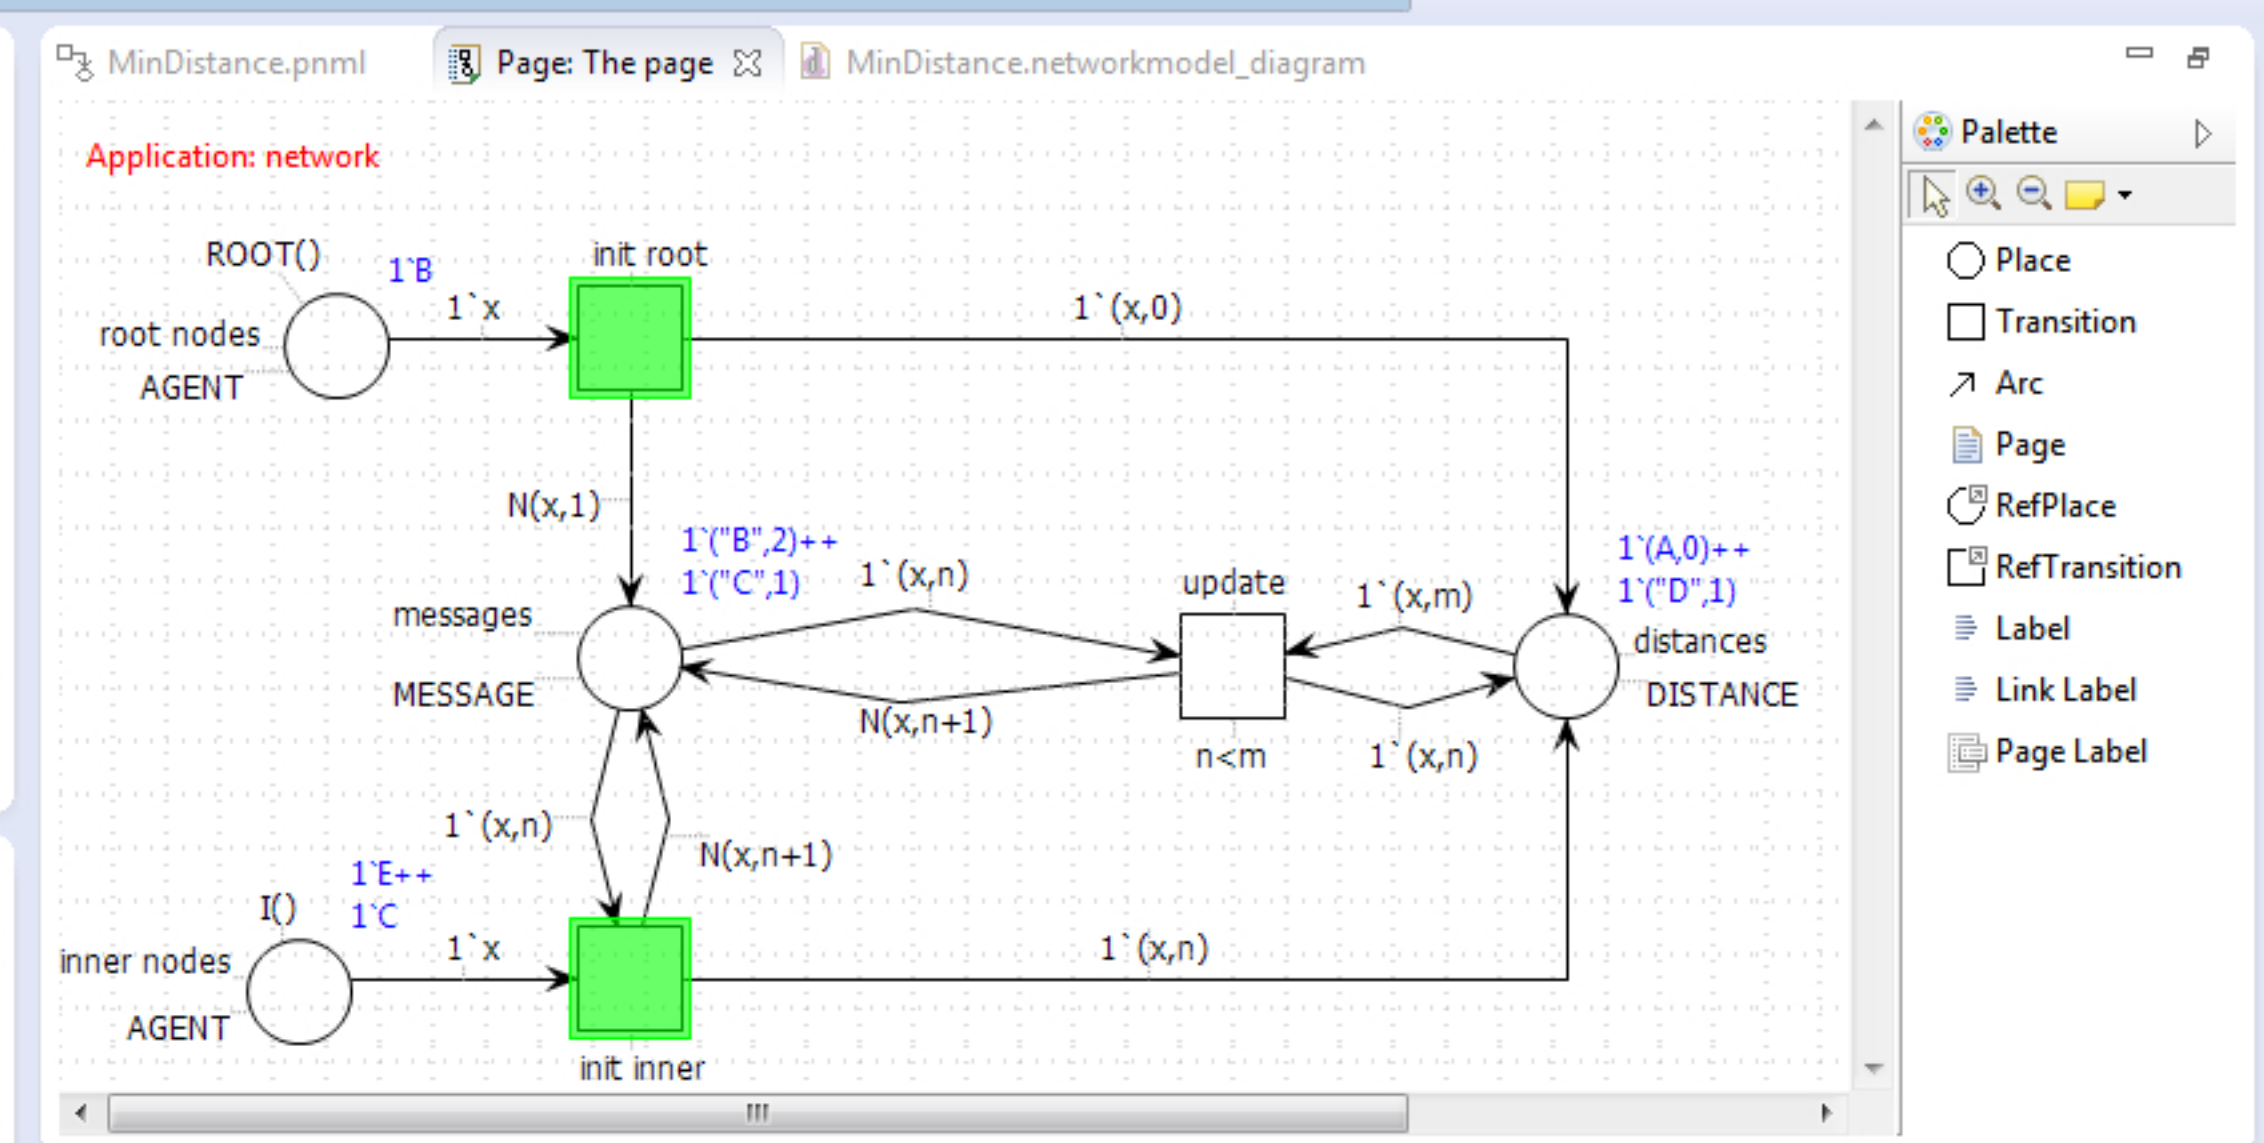 MinDistance.pnml
Page: The page
MinDistance.networkmodel_diagram
Application: network
ROOT()
1`B
init root
1`x
1`(x,0)
root nodes
AGENT
N(x,1)
1`("B",2)++
1`("C",1)
1`(x,n)
update
1`(x,m)
1`(A,0)++
1`("D",1)
messages
distances
MESSAGE
DISTANCE
N(x,n+1)
n<m
1`(x,n)
1`(x,n)
N(x,n+1)
1`E++
1`C
I()
1`x
1`(x,n)
inner nodes
AGENT
init inner
Palette
Place
Transition
Arc
Page
RefPlace
RefTransition
Label
Link Label
Page Label